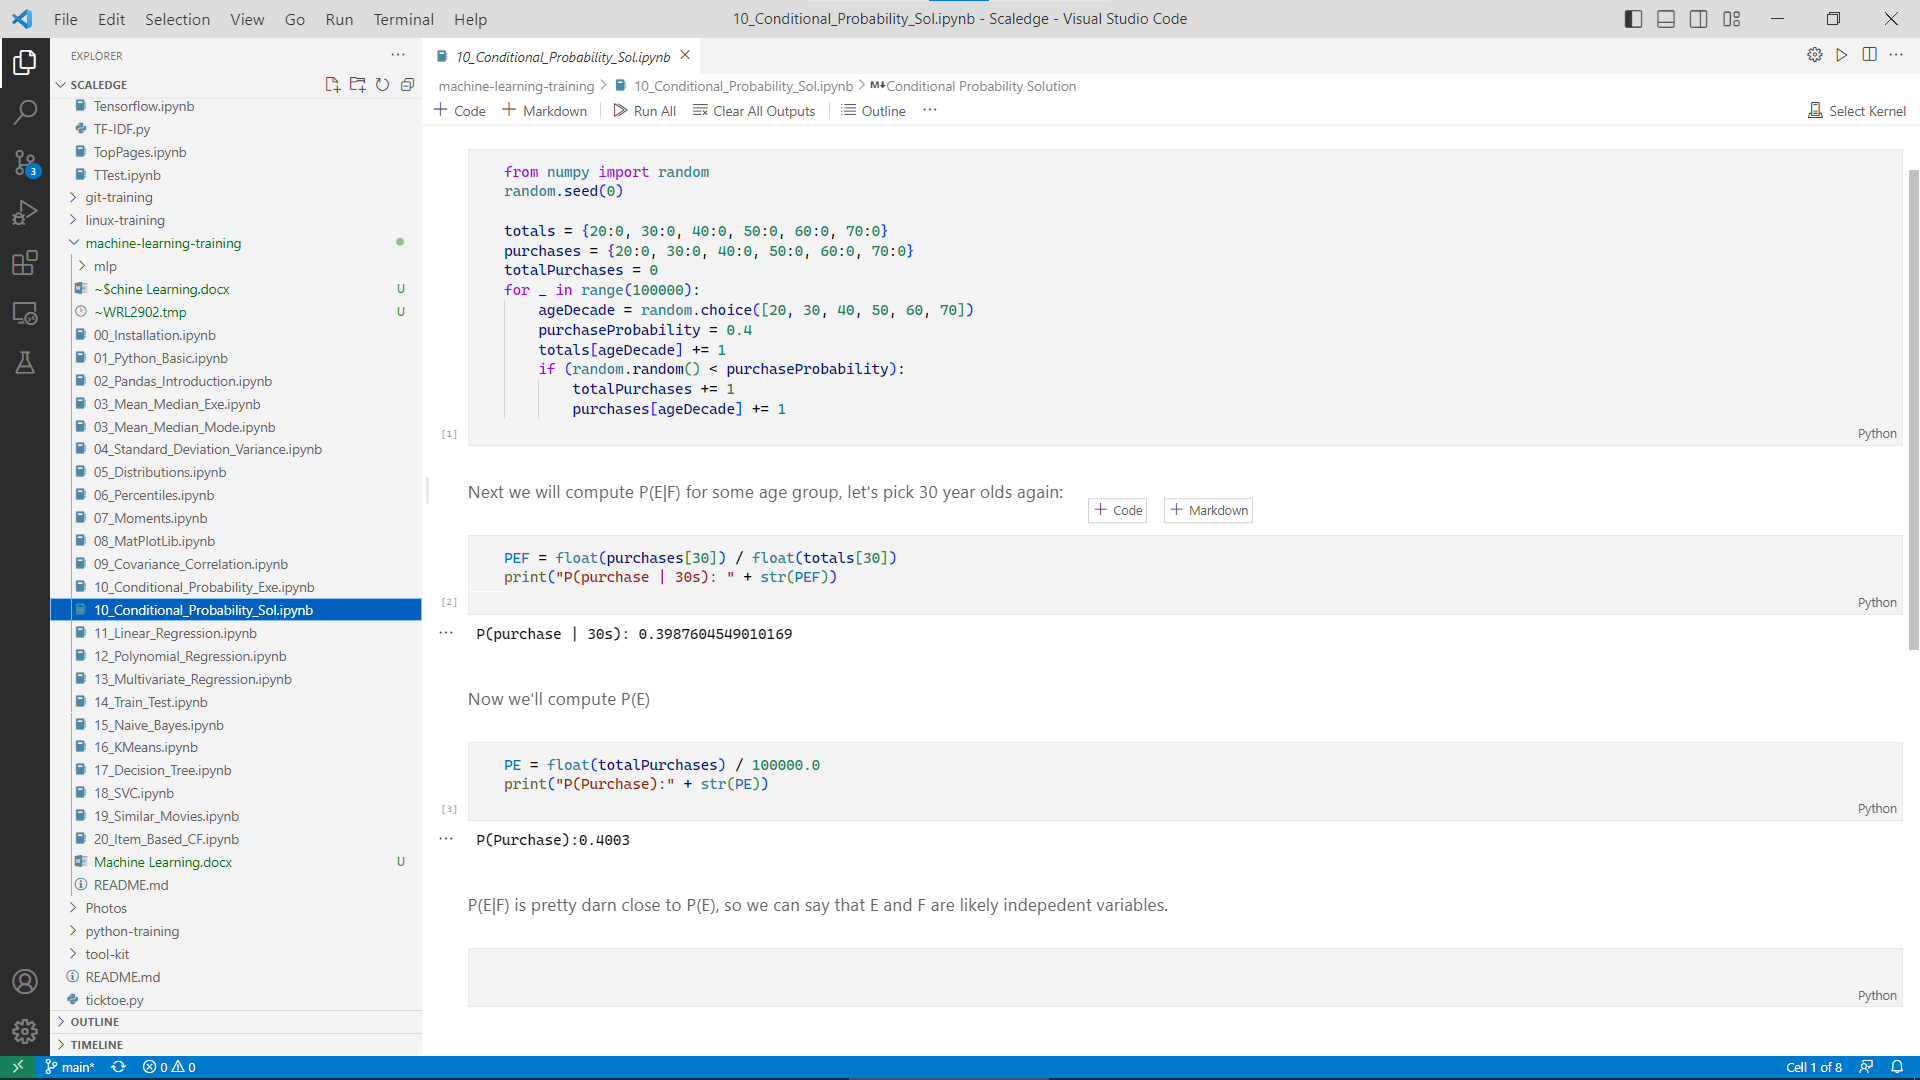 File Edit Selection View Go Run Terminal Help
10_Conditional_Probability_Sol.ipynb - Scaledge - Visual Studio Code
EXPLORER
SCALEDGE
Tensorflow.ipynb
TF-IDF.py
TopPages.ipynb
TTest.ipynb
git-training
linux-training
machine-learning-training
mlp
~$chine Learning.docx U
~WRL2902.tmp U
00_Installation.ipynb
01_Python_Basic.ipynb
02_Pandas_Introduction.ipynb
03_Mean_Median_Exe.ipynb
03_Mean_Median_Mode.ipynb
04_Standard_Deviation_Variance.ipynb
05_Distributions.ipynb
06_Percentiles.ipynb
07_Moments.ipynb
08_MatPlotLib.ipynb
09_Covariance_Correlation.ipynb
10_Conditional_Probability_Exe.ipynb
10_Conditional_Probability_Sol.ipynb
11_Linear_Regression.ipynb
12_Polynomial_Regression.ipynb
13_Multivariate_Regression.ipynb
14_Train_Test.ipynb
15_Naive_Bayes.ipynb
16_KMeans.ipynb
17_Decision_Tree.ipynb
18_SVC.ipynb
19_Similar_Movies.ipynb
20_Item_Based_CF.ipynb
Machine Learning.docx U
README.md
Photos
python-training
tool-kit
README.md
ticktoe.py
OUTLINE
TIMELINE
3
10_Conditional_Probability_Sol.ipynb
machine-learning-training > 10_Conditional_Probability_Sol.ipynb > M↓Conditional Probability Solution
+ Code + Markdown Run All Clear All Outputs Outline ... Select Kernel
from numpy import random
random.seed(0)
totals = {20:0, 30:0, 40:0, 50:0, 60:0, 70:0}
purchases = {20:0, 30:0, 40:0, 50:0, 60:0, 70:0}
totalPurchases = 0
for _ in range(100000):
    ageDecade = random.choice([20, 30, 40, 50, 60, 70])
    purchaseProbability = 0.4
    totals[ageDecade] += 1
    if (random.random() < purchaseProbability):
        totalPurchases += 1
        purchases[ageDecade] += 1
[1] Python
Next we will compute P(E|F) for some age group, let's pick 30 year olds again:
+ Code + Markdown
PEF = float(purchases[30]) / float(totals[30])
print("P(purchase | 30s): " + str(PEF))
[2] Python
... P(purchase | 30s): 0.3987604549010169
Now we'll compute P(E)
PE = float(totalPurchases) / 100000.0
print("P(Purchase):" + str(PE))
[3] Python
... P(Purchase):0.4003
P(E|F) is pretty darn close to P(E), so we can say that E and F are likely indepedent variables.
Python
main* 0 0 Cell 1 of 8